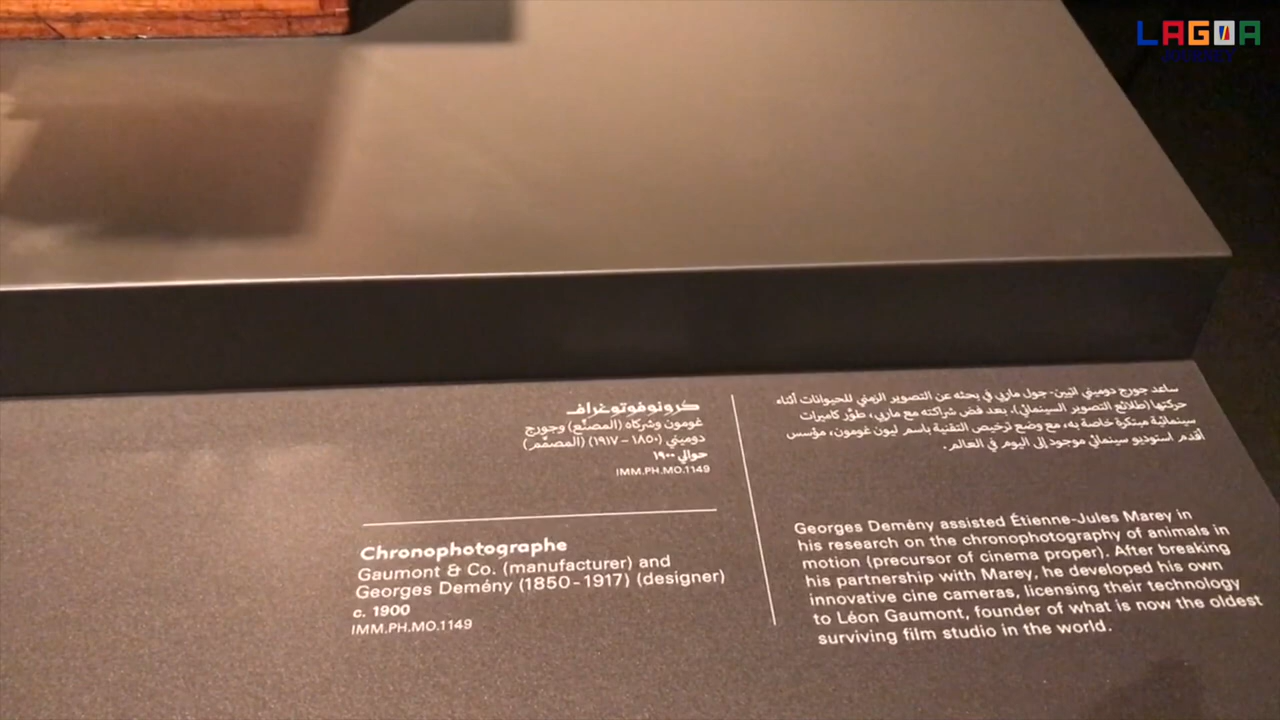 LAGOA
كرونوفوتوغراف
غومون وشركاه (المصنّع) وجورج
دوميني (١٨٥٠ – ١٩١٧) (المصمّم)
حوالي ١٩٠٠
IMM.PH.MO.1149
ساعد جورج دوميني اتيين-جول ماري في بحثه عن التصوير الزمني للحيوانات أثناء
حركتها (طلائع التصوير السينمائي). بعد فض شراكته مع ماري، طوّر كاميرات
سينمائية مبتكرة خاصة به، مع وضع ترخيص التقنية باسم ليون غومون، مؤسس
أقدم استوديو سينمائي موجود إلى اليوم في العالم.
Chronophotographe
Gaumont & Co. (manufacturer) and
Georges Demény (1850-1917) (designer)
c. 1900
IMM.PH.MO.1149
Georges Demény assisted Étienne-Jules Marey in
his research on the chronophotography of animals in
motion (precursor of cinema proper). After breaking
his partnership with Marey, he developed his own
innovative cine cameras, licensing their technology
to Léon Gaumont, founder of what is now the oldest
surviving film studio in the world.